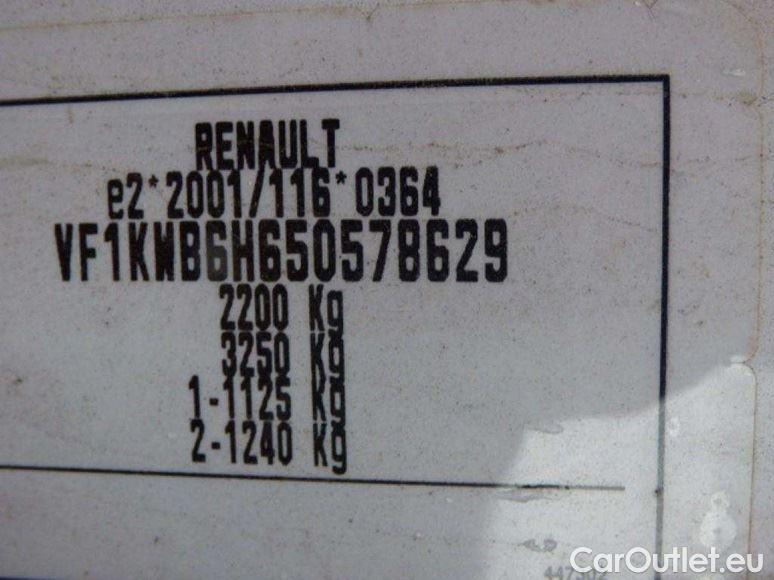 RENAULT
e2*2001/116*0364
VF1KWB6H650578629
2200 Kg
3250 Kg
1-1125 Kg
2-1240 Kg
CarOutlet.eu